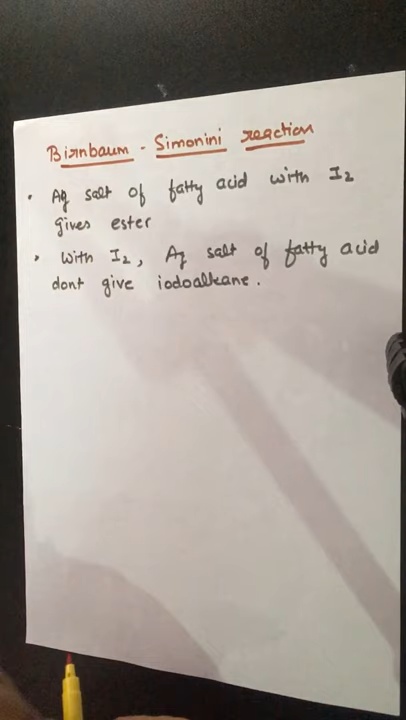 Birnbaum - Simonini reaction
• Ag salt of fatty acid with I2
gives ester
• With I2, Ag salt of fatty acid
dont give iodoalkane.